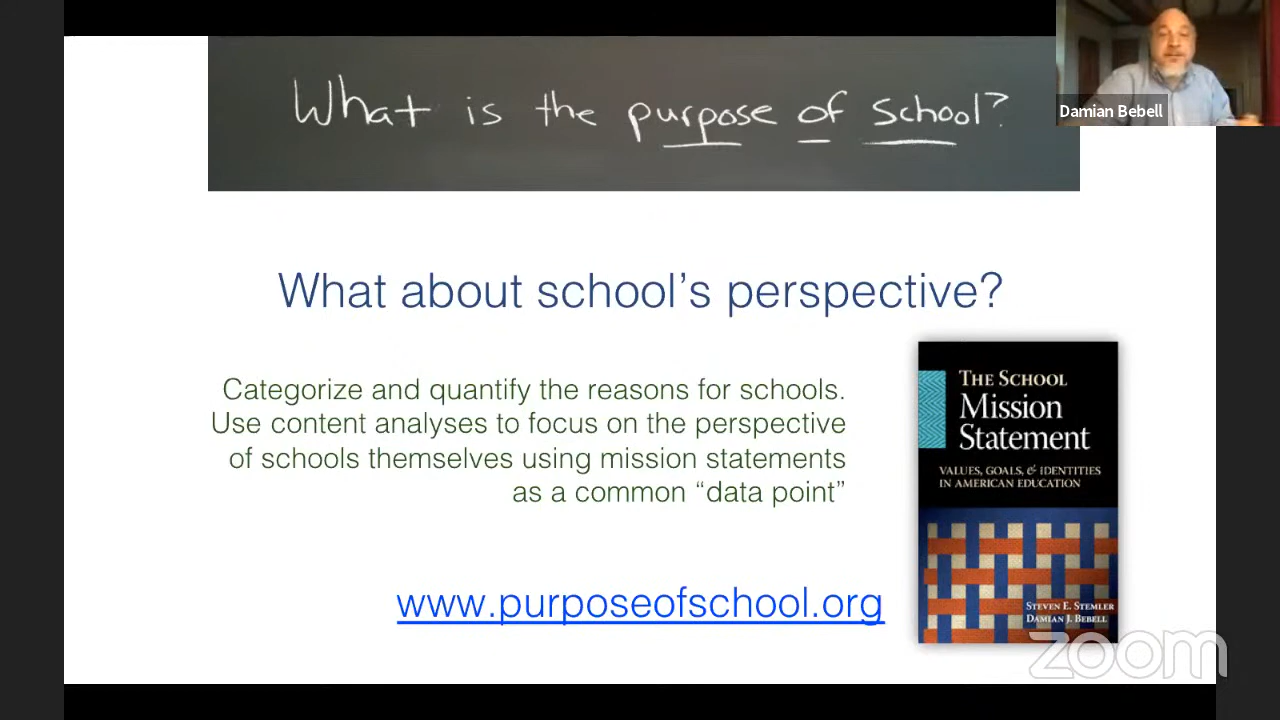 What is the purpose of school?
Damian Bebell
What about school’s perspective?
Categorize and quantify the reasons for schools.
Use content analyses to focus on the perspective
of schools themselves using mission statements
as a common “data point”
THE SCHOOL
Mission
Statement
VALUES, GOALS, & IDENTITIES
IN AMERICAN EDUCATION
STEVEN E. STEMLER
DAMIAN J. BEBELL
www.purposeofschool.org
zoom